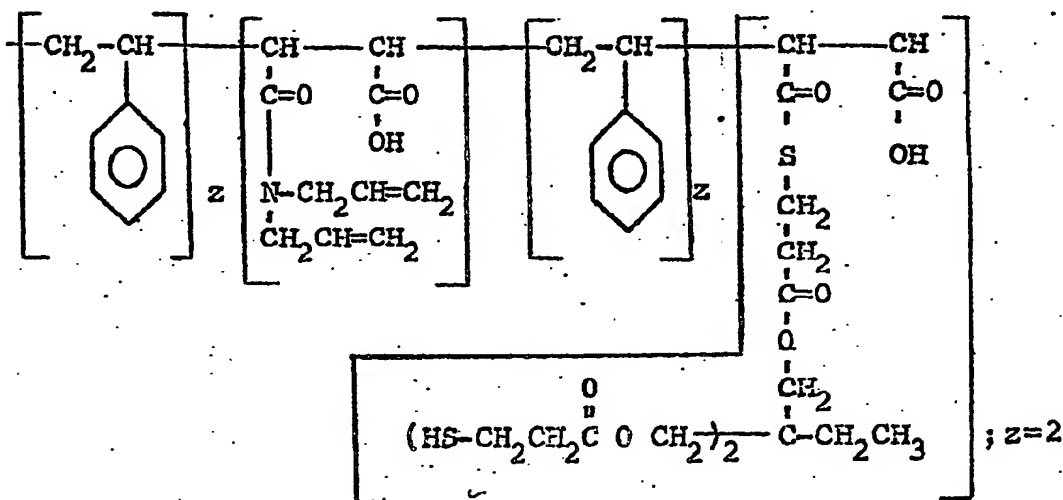 CH2-CH CH CH CH2-CH CH CH
C=O C=O C=O C=O
OH S OH
z N-CH2CH=CH2 z CH2
CH2CH=CH2 CH2
C=O
O
O CH2
(HS-CH2CH2C O CH2)2 C-CH2CH3 ;z=2